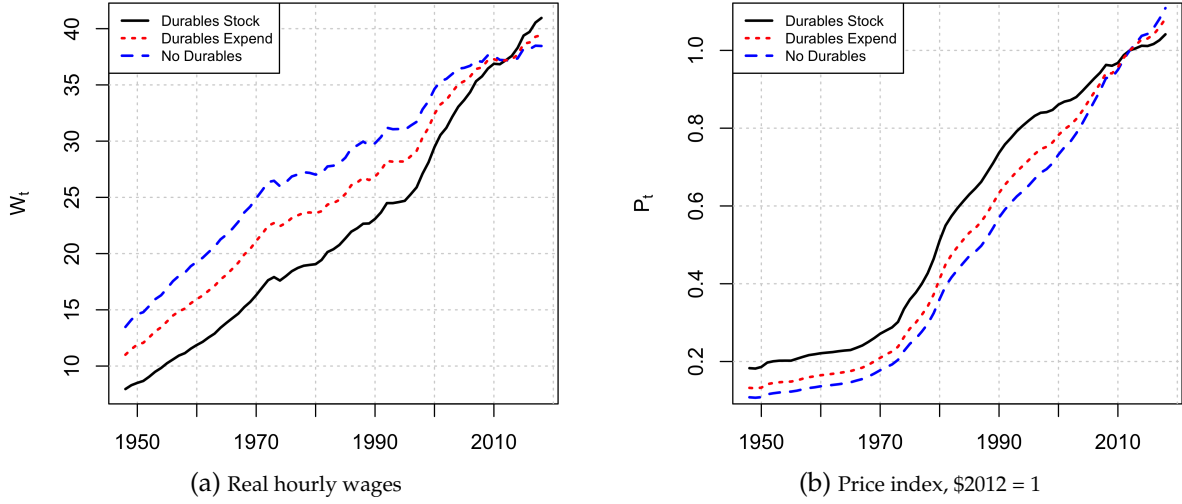 Durables Stock
Durables Expend
No Durables
W_t
40
35
30
25
20
15
10
1950
1970
1990
2010
(a) Real hourly wages
Durables Stock
Durables Expend
No Durables
P_t
1.0
0.8
0.6
0.4
0.2
1950
1970
1990
2010
(b) Price index, $2012 = 1